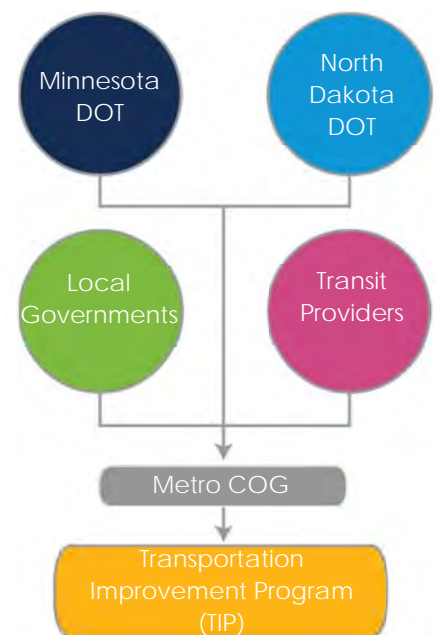 Minnesota
DOT
North
Dakota
DOT
Local
Governments
Transit
Providers
Metro COG
Transportation
Improvement Program
(TIP)